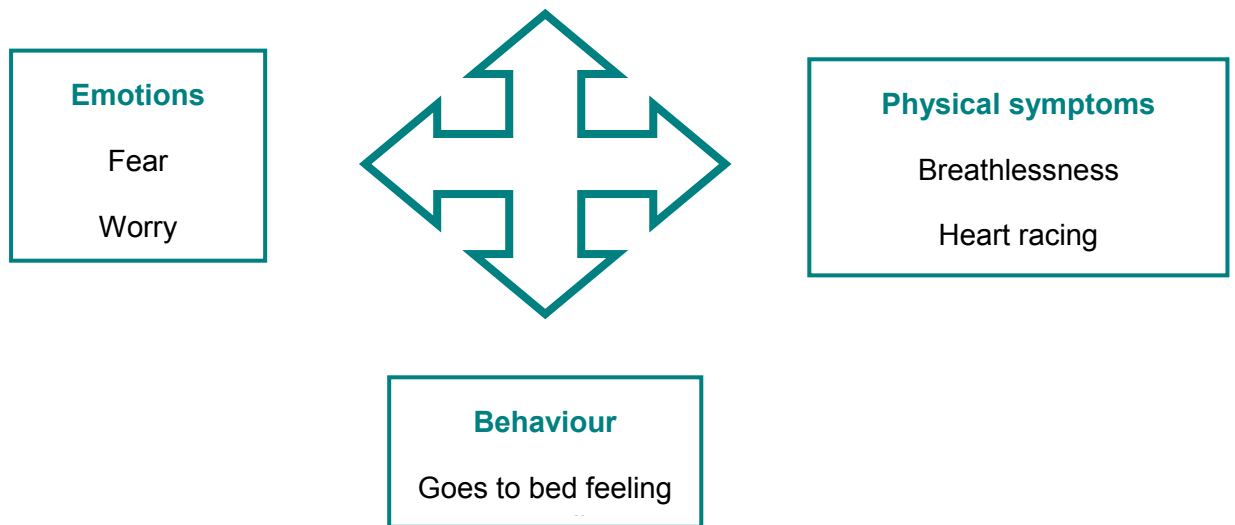 Emotions
Fear
Worry
Physical symptoms
Breathlessness
Heart racing
Behaviour
Goes to bed feeling